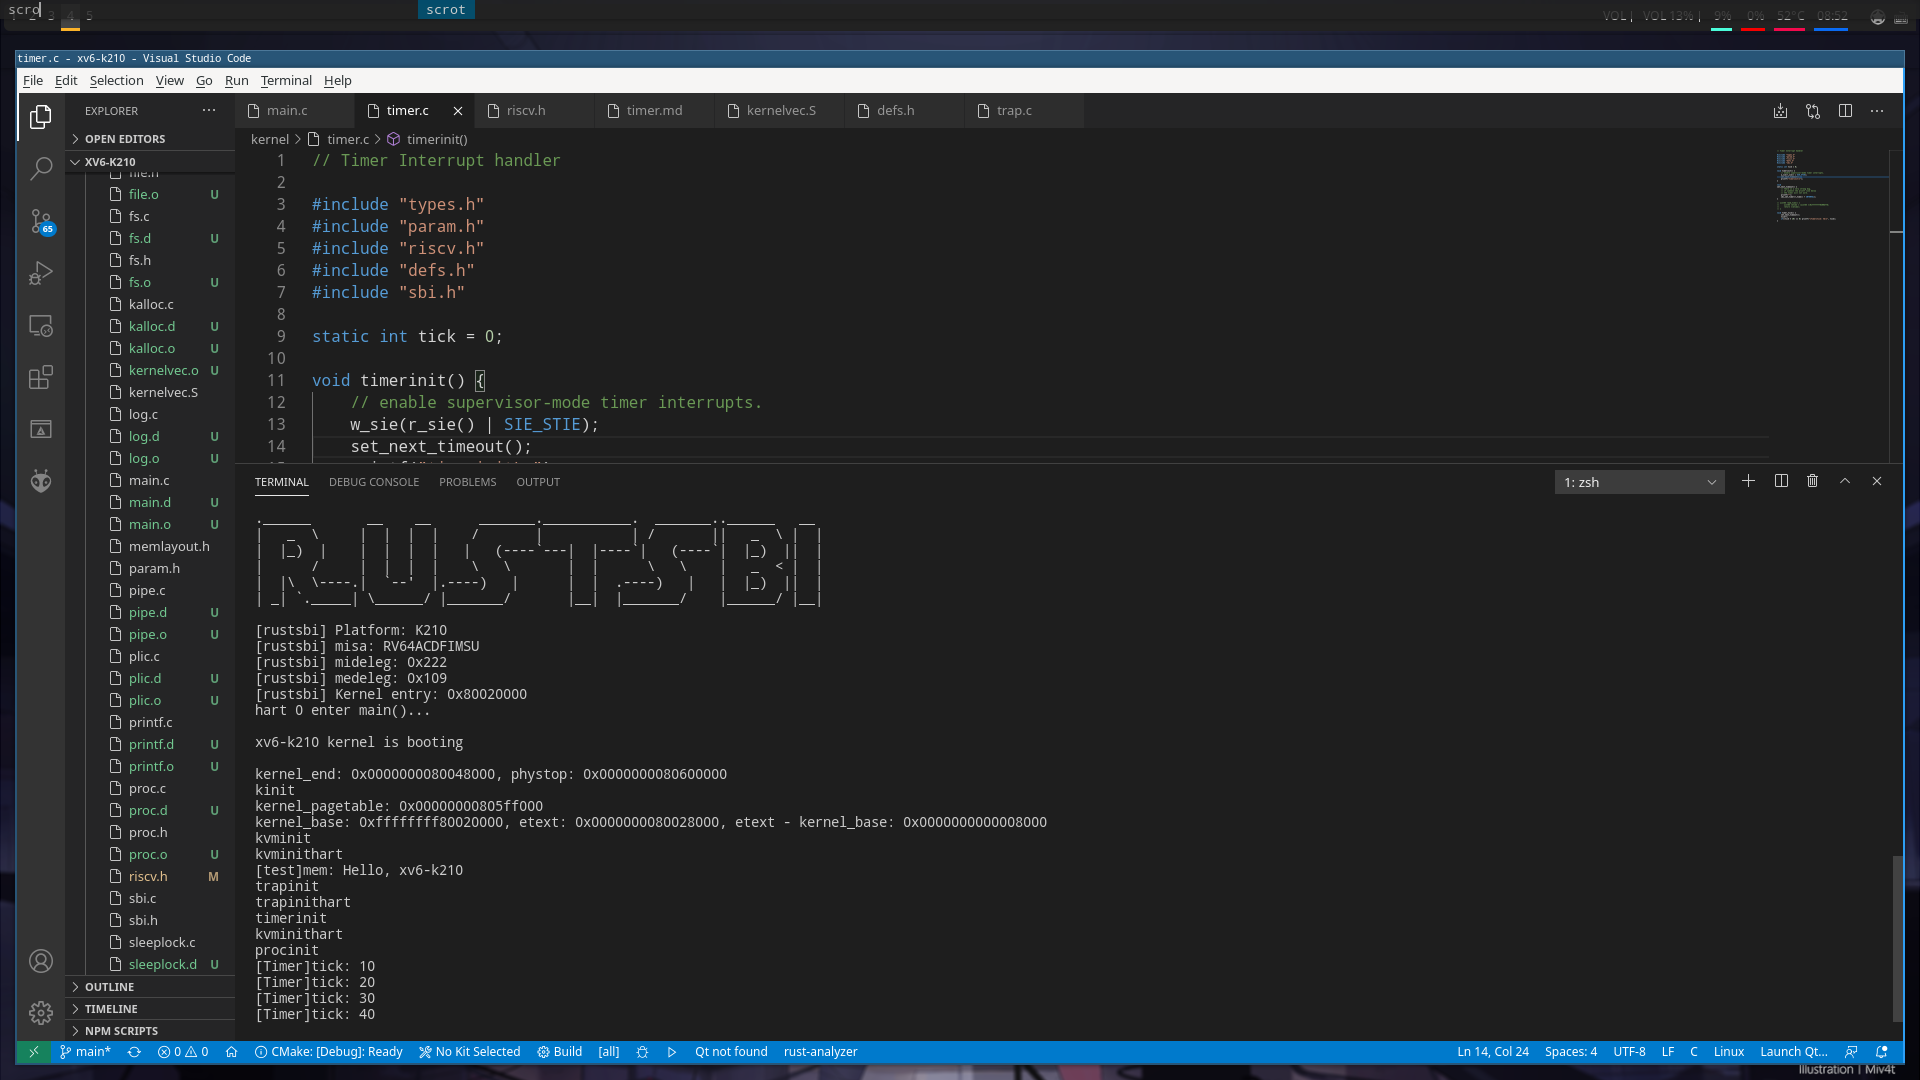 scro
scrot
2 3 4 5
VOL | VOL 13% | 9% 0% 52°C 08:52
timer.c - xv6-k210 - Visual Studio Code
File Edit Selection View Go Run Terminal Help
EXPLORER
main.c timer.c riscv.h timer.md kernelvec.S defs.h trap.c
OPEN EDITORS
kernel > timer.c > timerinit()
XV6-K210
file.h
file.o U
fs.c
fs.d U
fs.h
fs.o U
kalloc.c
kalloc.d U
kalloc.o U
kernelvec.o U
kernelvec.S
log.c
log.d U
log.o U
main.c
main.d U
main.o U
memlayout.h
param.h
pipe.c
pipe.d U
pipe.o U
plic.c
plic.d U
plic.o U
printf.c
printf.d U
printf.o U
proc.c
proc.d U
proc.h
proc.o U
riscv.h M
sbi.c
sbi.h
sleeplock.c
sleeplock.d U
OUTLINE
TIMELINE
NPM SCRIPTS
65
1 // Timer Interrupt handler
2
3 #include "types.h"
4 #include "param.h"
5 #include "riscv.h"
6 #include "defs.h"
7 #include "sbi.h"
8
9 static int tick = 0;
10
11 void timerinit() {
12 // enable supervisor-mode timer interrupts.
13 w_sie(r_sie() | SIE_STIE);
14 set_next_timeout();
TERMINAL DEBUG CONSOLE PROBLEMS OUTPUT
1: zsh
RUSTSBI
[rustsbi] Platform: K210
[rustsbi] misa: RV64ACDFIMSU
[rustsbi] mideleg: 0x222
[rustsbi] medeleg: 0x109
[rustsbi] Kernel entry: 0x80020000
hart 0 enter main()...
xv6-k210 kernel is booting
kernel_end: 0x0000000080048000, phystop: 0x0000000080600000
kinit
kernel_pagetable: 0x00000000805ff000
kernel_base: 0xffffffff80020000, etext: 0x0000000080028000, etext - kernel_base: 0x0000000000008000
kvminit
kvminithart
[test]mem: Hello, xv6-k210
trapinit
trapinithart
timerinit
kvminithart
procinit
[Timer]tick: 10
[Timer]tick: 20
[Timer]tick: 30
[Timer]tick: 40
main* 0 0 CMake: [Debug]: Ready No Kit Selected Build [all] Qt not found rust-analyzer
Ln 14, Col 24 Spaces: 4 UTF-8 LF C Linux Launch Qt...
Illustration | Miv4t